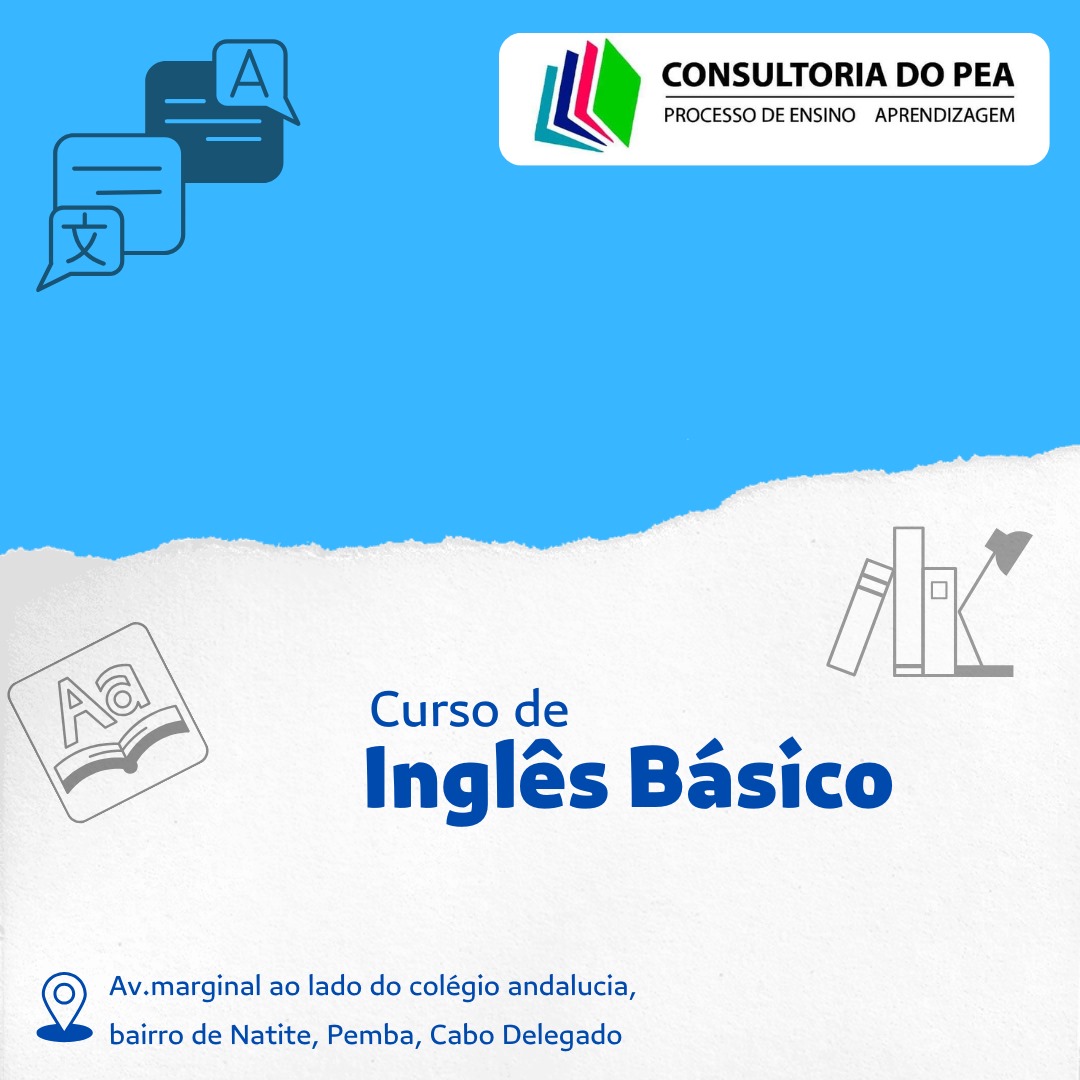 A
文
CONSULTORIA DO PEA
PROCESSO DE ENSINO APRENDIZAGEM
Aa
Curso de
Inglês Básico
Av.marginal ao lado do colégio andalucia,
bairro de Natite, Pemba, Cabo Delegado